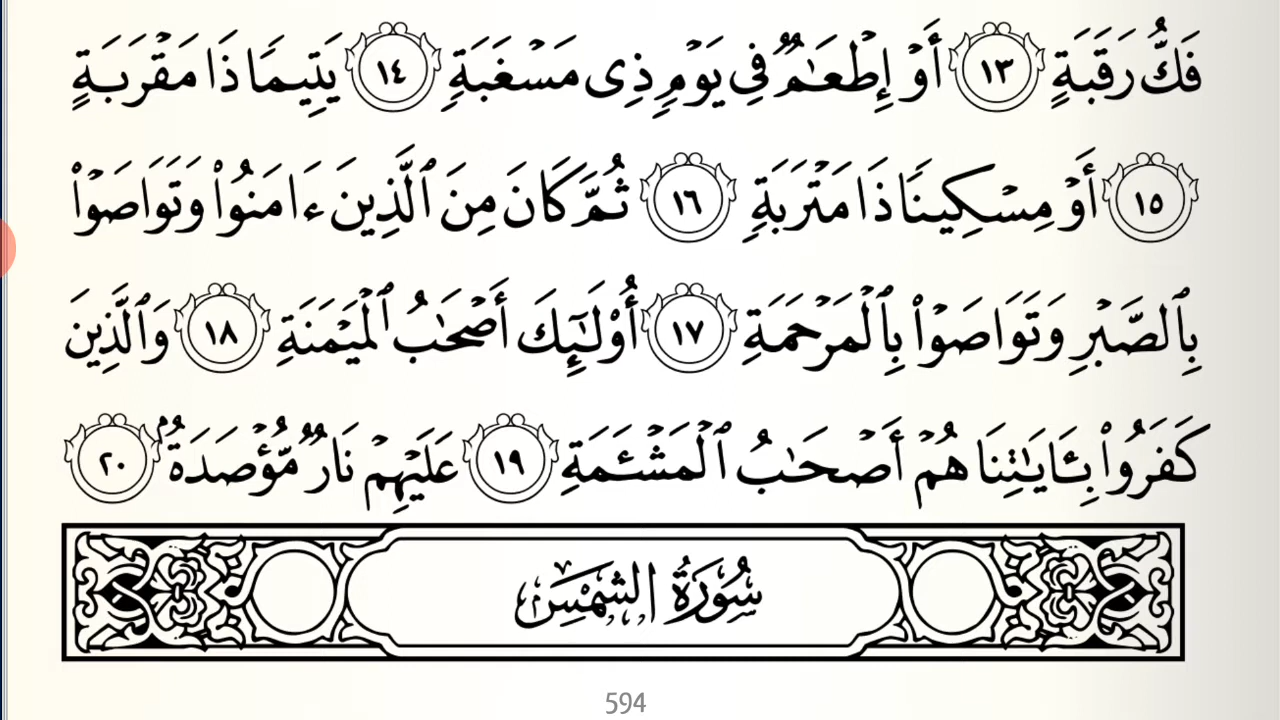 فَكُّ رَقَبَةٍ ١٣ أَوۡ إِطۡعَٰمٌ فِي يَوۡمٍ ذِي مَسۡغَبَةٍ ١٤ يَتِيمًا ذَا مَقۡرَبَةٍ
١٥ أَوۡ مِسۡكِينًا ذَا مَتۡرَبَةٍ ١٦ ثُمَّ كَانَ مِنَ ٱلَّذِينَ ءَامَنُواْ وَتَوَاصَوۡاْ
بِٱلصَّبۡرِ وَتَوَاصَوۡاْ بِٱلۡمَرۡحَمَةِ ١٧ أُوْلَٰٓئِكَ أَصۡحَٰبُ ٱلۡمَيۡمَنَةِ ١٨ وَٱلَّذِينَ
كَفَرُواْ بِـَٔايَٰتِنَا هُمۡ أَصۡحَٰبُ ٱلۡمَشۡـَٔمَةِ ١٩ عَلَيۡهِمۡ نَارٞ مُّؤۡصَدَةُۢ ٢٠
سُورَةُ الشَّمۡسِ
594